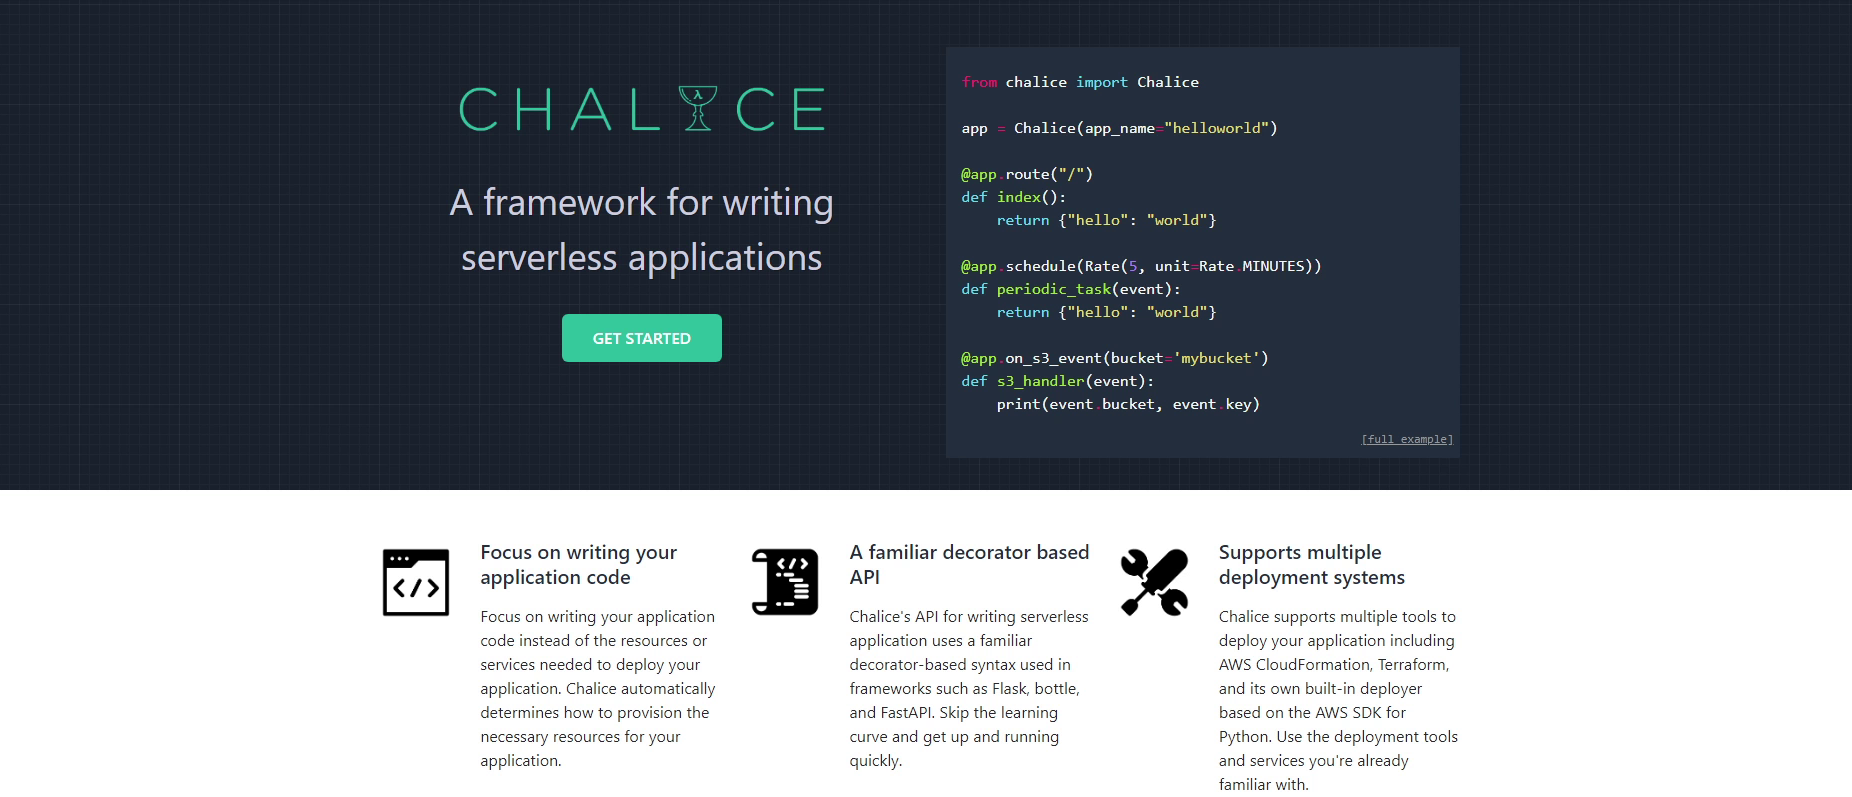 CHALICE
A framework for writing
serverless applications
GET STARTED
from chalice import Chalice
app = Chalice(app_name="helloworld")
@app.route("/")
def index():
    return {"hello": "world"}
@app.schedule(Rate(5, unit=Rate.MINUTES))
def periodic_task(event):
    return {"hello": "world"}
@app.on_s3_event(bucket='mybucket')
def s3_handler(event):
    print(event.bucket, event.key)
[full example]
Focus on writing your
application code
Focus on writing your application
code instead of the resources or
services needed to deploy your
application. Chalice automatically
determines how to provision the
necessary resources for your
application.
A familiar decorator based
API
Chalice's API for writing serverless
application uses a familiar
decorator-based syntax used in
frameworks such as Flask, bottle,
and FastAPI. Skip the learning
curve and get up and running
quickly.
Supports multiple
deployment systems
Chalice supports multiple tools to
deploy your application including
AWS CloudFormation, Terraform,
and its own built-in deployer
based on the AWS SDK for
Python. Use the deployment tools
and services you're already
familiar with.